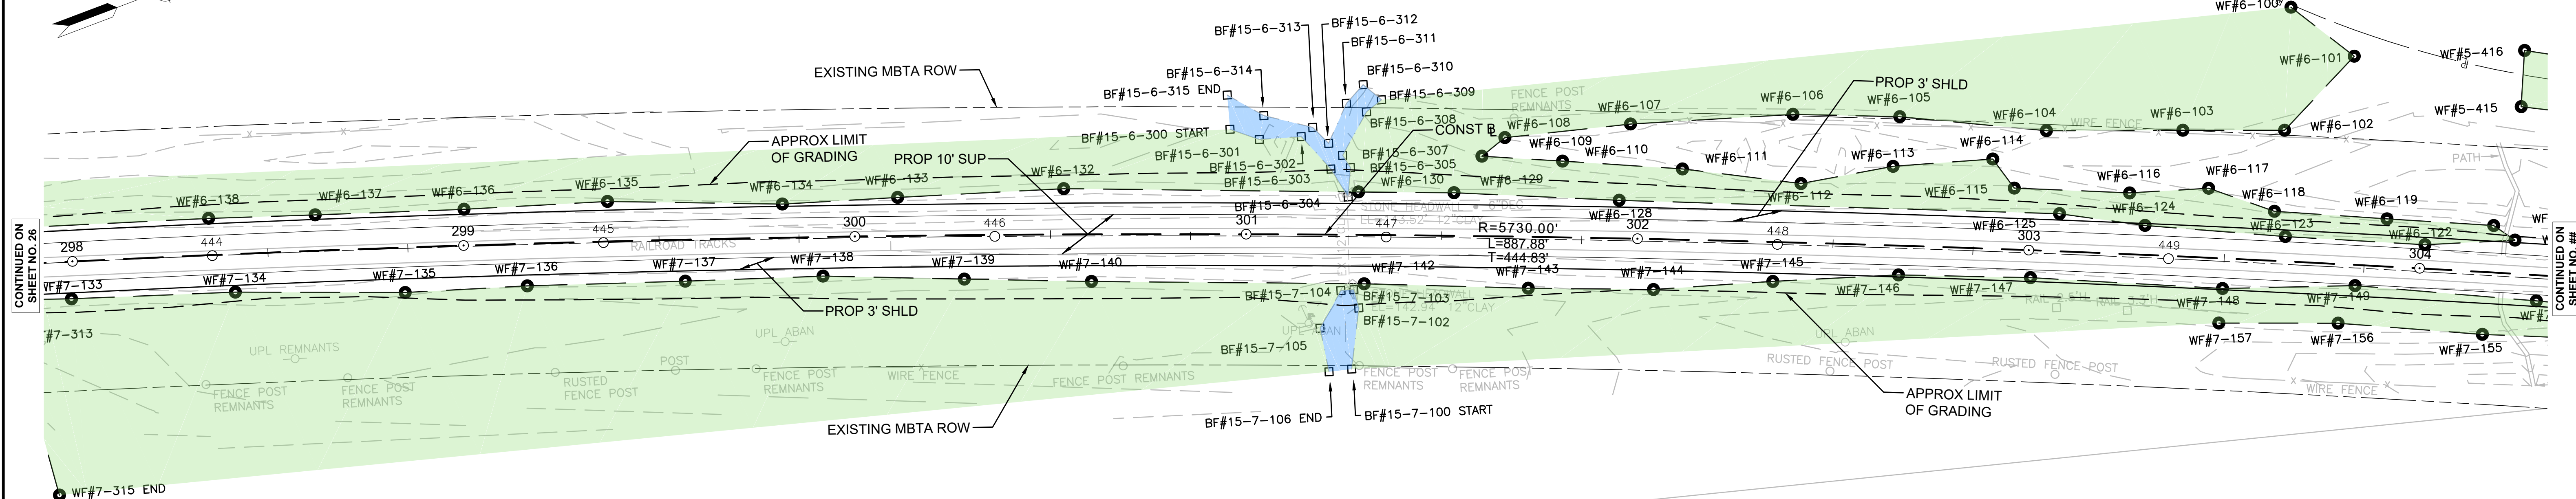 WF#6-100
BF#15-6-312
BF#15-6-313
BF#15-6-311
WF#5-416
WF#6-101
BF#15-6-310
EXISTING MBTA ROW
BF#15-6-314
PROP 3' SHLD
BF#15-6-315 END
BF#15-6-309
FENCE POST
REMNANTS
WF#6-107
WF#6-106
WF#6-105
WF#5-415
WF#6-104
WF#6-103
WIRE FENCE
WF#6-102
BF#15-6-308
WF#6-108
CONST B
BF#15-6-300 START
APPROX LIMIT
OF GRADING
WF#6-109
WF#6-110
WF#6-111
WF#6-114
WF#6-113
BF#15-6-301
BF#15-6-307
PATH
PROP 10' SUP
BF#15-6-302
BF#15-6-305
WF#6-117
WF#6-116
BF#15-6-303
WF#6-130
WF#6-129
WF#6-112
WF#6-115
WF#6-118
WF#6-119
WF#6-132
WF#6-133
WF#6-134
WF#6-135
WF#6-136
WF#6-137
WF#6-138
BF#15-6-304
STONE HEADWALL
12"CLAY
WF#6-128
WF#6-124
WF#6-125
WF#6-123
WF#6-122
CONTINUED ON
SHEET NO. 26
298
444
299
445
RAILROAD TRACKS
300
446
301
447
R=5730.00'
L=887.88'
T=444.83'
302
448
303
449
304
CONTINUED ON
SHEET NO. ##
WF#7-133
WF#7-134
WF#7-135
WF#7-136
WF#7-137
WF#7-138
WF#7-139
WF#7-140
WF#7-142
WF#7-143
WF#7-144
WF#7-145
WF#7-146
WF#7-147
WF#7-148
WF#7-149
BF#15-7-104
BF#15-7-103
=142.94' 12"CLAY
BF#15-7-102
PROP 3' SHLD
#7-313
UPL ABAN
UPL ABAN
UPL ABAN
BF#15-7-105
WF#7-157
WF#7-156
WF#7-155
UPL REMNANTS
POST
FENCE POST
REMNANTS
FENCE POST
REMNANTS
RUSTED
FENCE POST
FENCE POST
REMNANTS
WIRE FENCE
FENCE POST REMNANTS
FENCE POST
REMNANTS
FENCE POST
REMNANTS
RUSTED FENCE POST
RUSTED FENCE POST
WIRE FENCE
APPROX LIMIT
OF GRADING
EXISTING MBTA ROW
BF#15-7-106 END
BF#15-7-100 START
WF#7-315 END